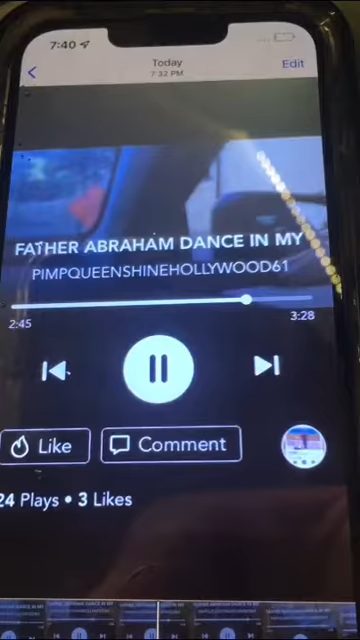 7:40
Today
7:32 PM
Edit
FATHER ABRAHAM DANCE IN MY
PIMPQUEENSHINEHOLLYWOOD61
2:45
3:28
Like
Comment
24 Plays • 3 Likes